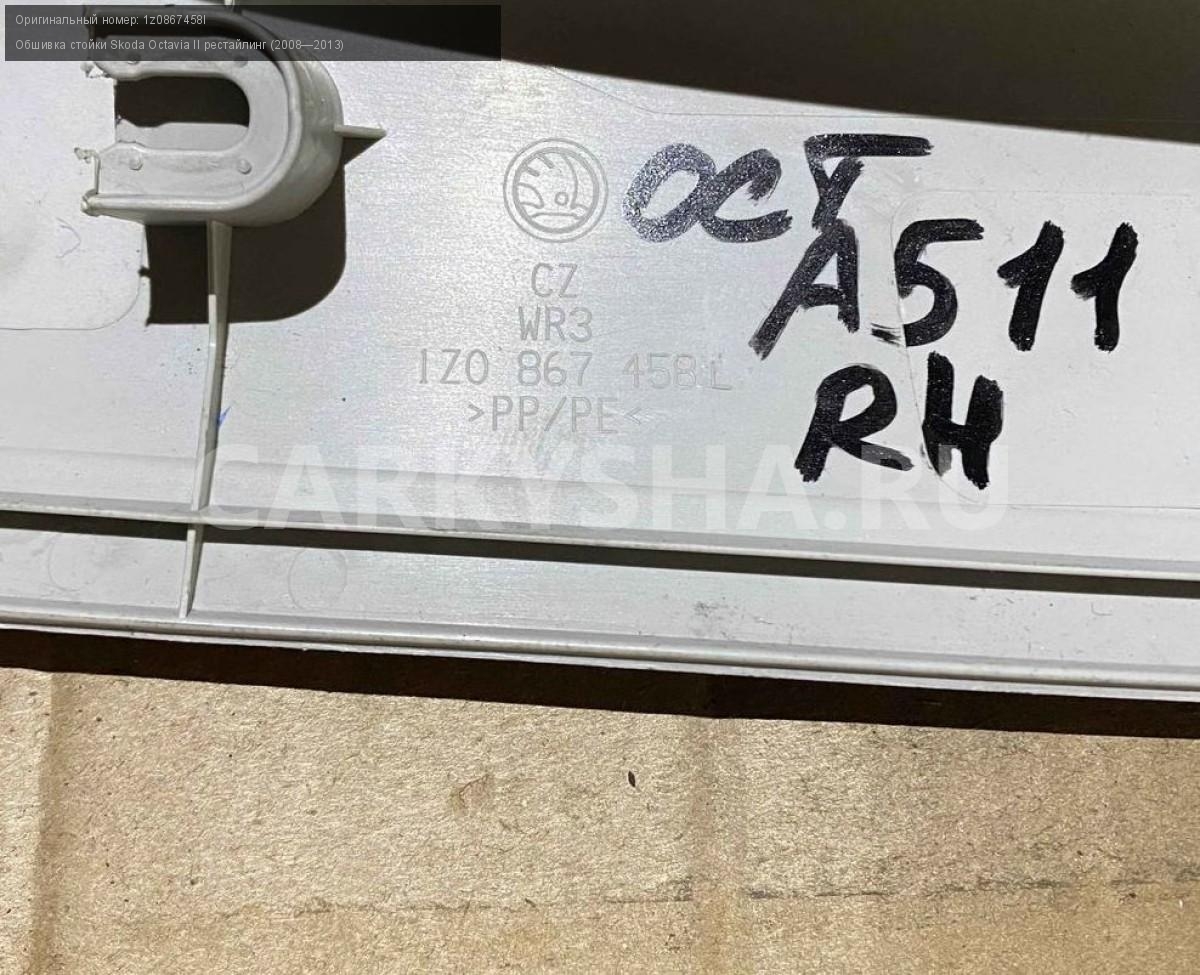 Оригинальный номер: 1z0867458l
Обшивка стойки Skoda Octavia II рестайлинг (2008—2013)
ОСТ
A511
RH
CZ
WR3
1Z0 867 458 L
>PP/PE<
CARKYSHA.RU